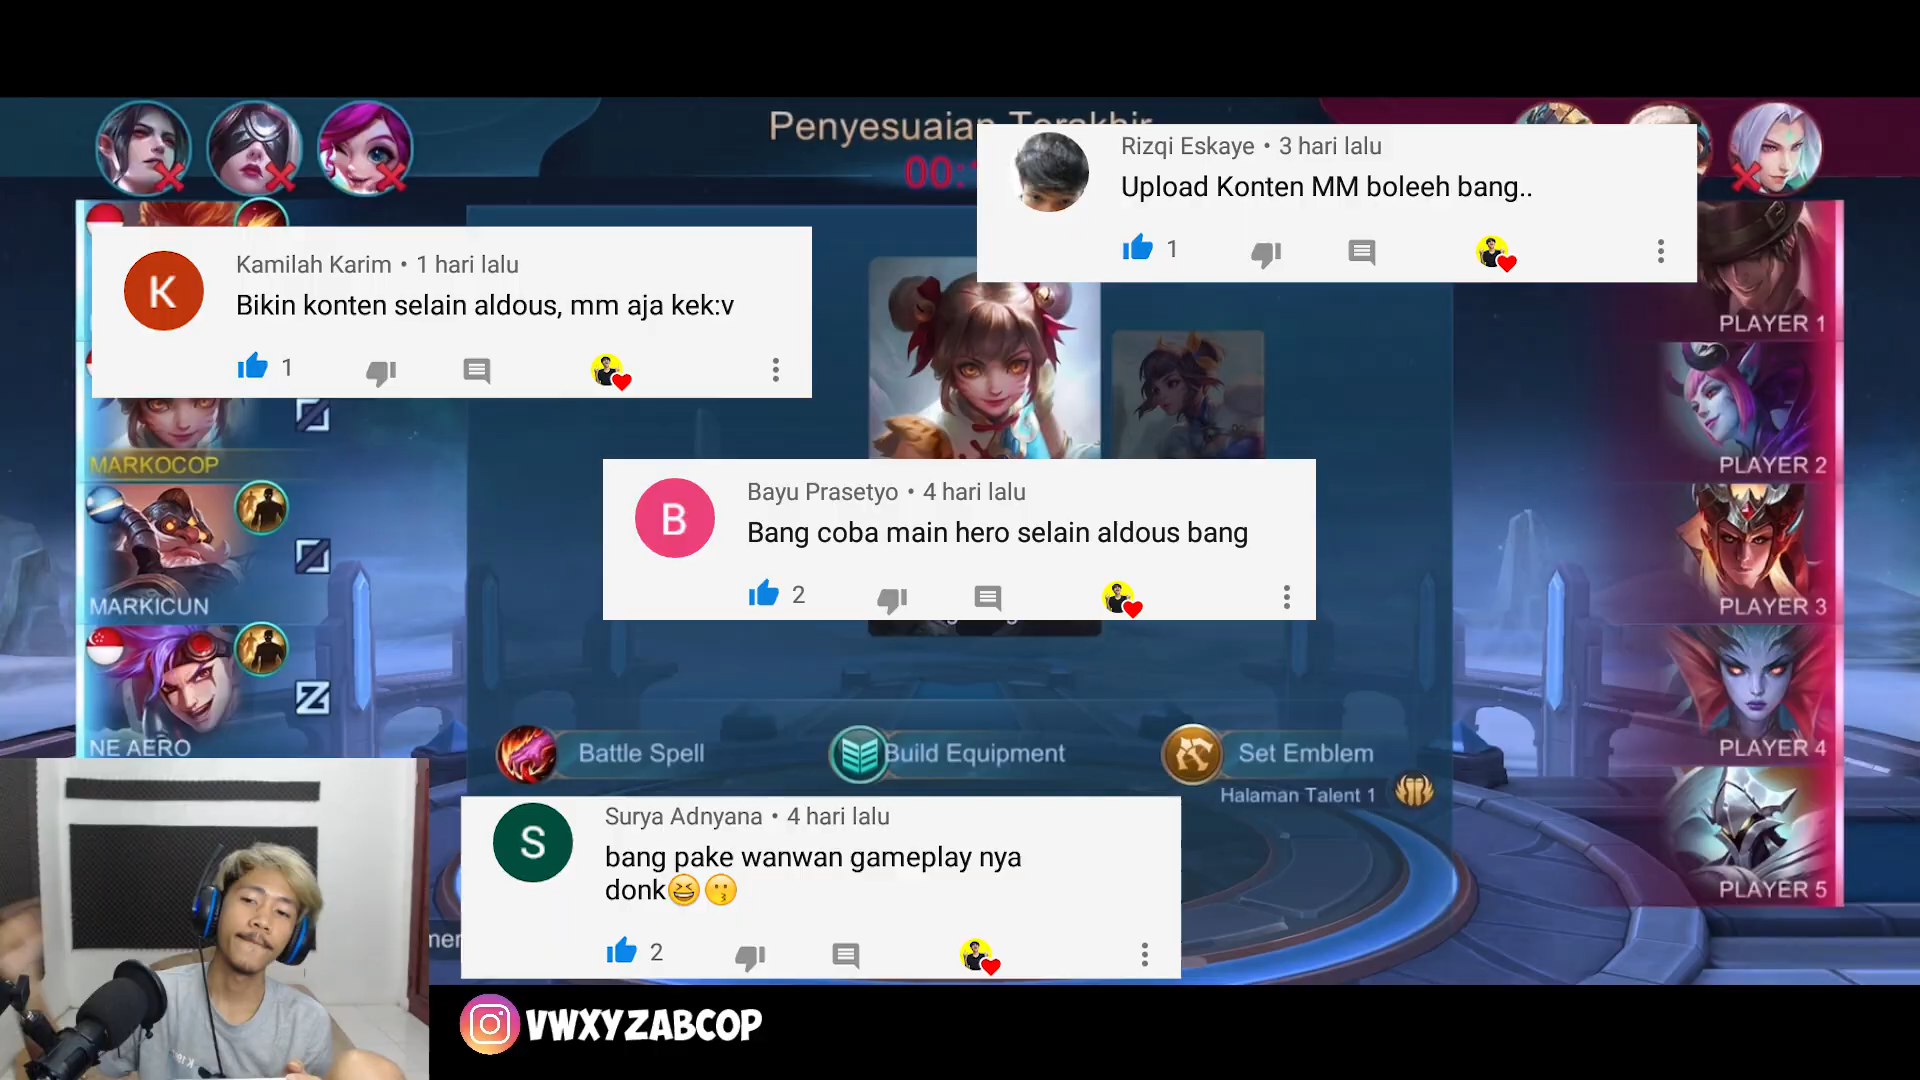 Penyesuaian Terakhir
00:1
Rizqi Eskaye • 3 hari lalu
Upload Konten MM boleeh bang..
1
K
Kamilah Karim • 1 hari lalu
Bikin konten selain aldous, mm aja kek:v
1
PLAYER 1
MARKOCOP
PLAYER 2
B
Bayu Prasetyo • 4 hari lalu
Bang coba main hero selain aldous bang
2
MARKICUN
PLAYER 3
NE AERO
PLAYER 4
Battle Spell
Build Equipment
Set Emblem
Halaman Talent 1
S
Surya Adnyana • 4 hari lalu
bang pake wanwan gameplay nya
donk😆😗
2
PLAYER 5
VWXYZABCOP